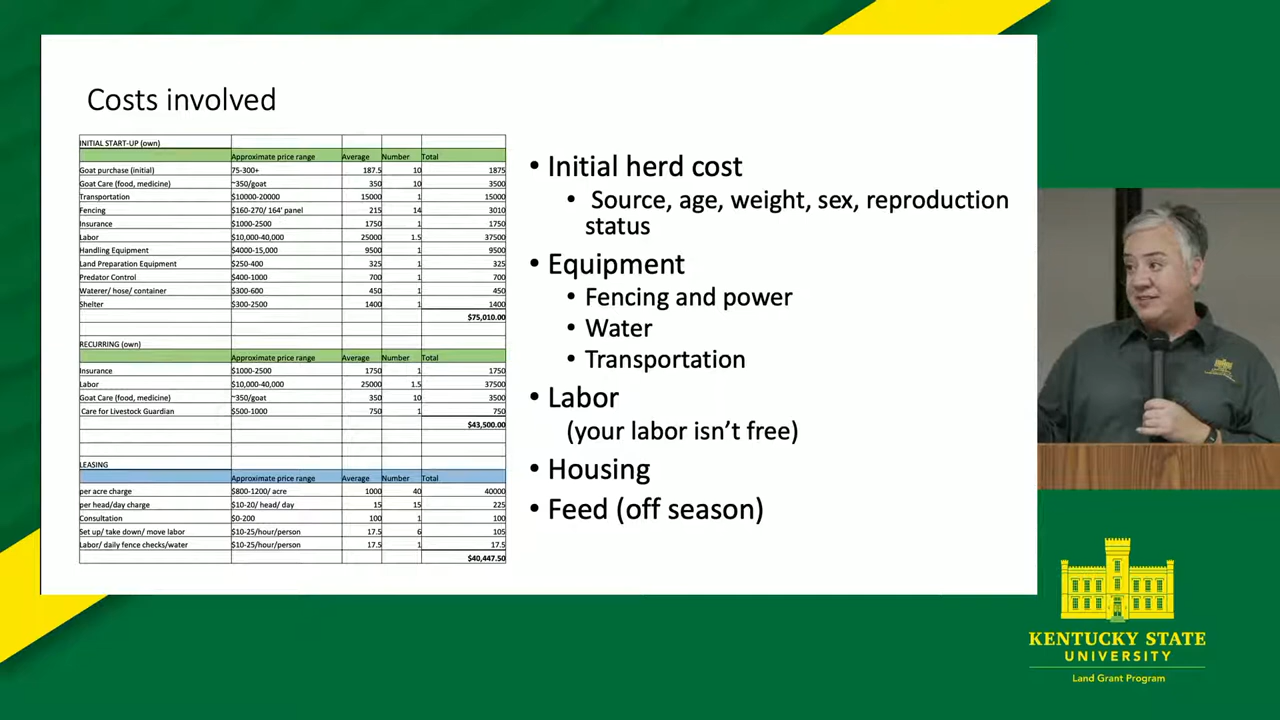 Costs involved
INITIAL START-UP (own)
Approximate price range Average Number Total
Goat purchase (initial) 75-300+ 187.5 10 1875
Goat Care (food, medicine) ~350/goat 350 10 3500
Transportation $10000-20000 15000 1 15000
Fencing $160-270/ 164' panel 215 14 3010
Insurance $1000-2500 1750 1 1750
Labor $10,000-40,000 25000 1.5 37500
Handling Equipment $4000-15,000 9500 1 9500
Land Preparation Equipment $250-400 325 1 325
Predator Control $400-1000 700 1 700
Waterer/ hose/ container $300-600 450 1 450
Shelter $300-2500 1400 1 1400
$75,010.00
RECURRING (own)
Approximate price range Average Number Total
Insurance $1000-2500 1750 1 1750
Labor $10,000-40,000 25000 1.5 37500
Goat Care (food, medicine) ~350/goat 350 10 3500
Care for Livestock Guardian $500-1000 750 1 750
$43,500.00
LEASING
Approximate price range Average Number Total
per acre charge $800-1200/ acre 1000 40 40000
per head/day charge $10-20/ head/ day 15 15 225
Consultation $0-200 100 1 100
Set up/ take down/ move labor $10-25/hour/person 17.5 6 105
Labor/ daily fence checks/water $10-25/hour/person 17.5 1 17.5
$40,447.50
• Initial herd cost
• Source, age, weight, sex, reproduction
status
• Equipment
• Fencing and power
• Water
• Transportation
• Labor
(your labor isn't free)
• Housing
• Feed (off season)
KENTUCKY STATE
UNIVERSITY
Land Grant Program